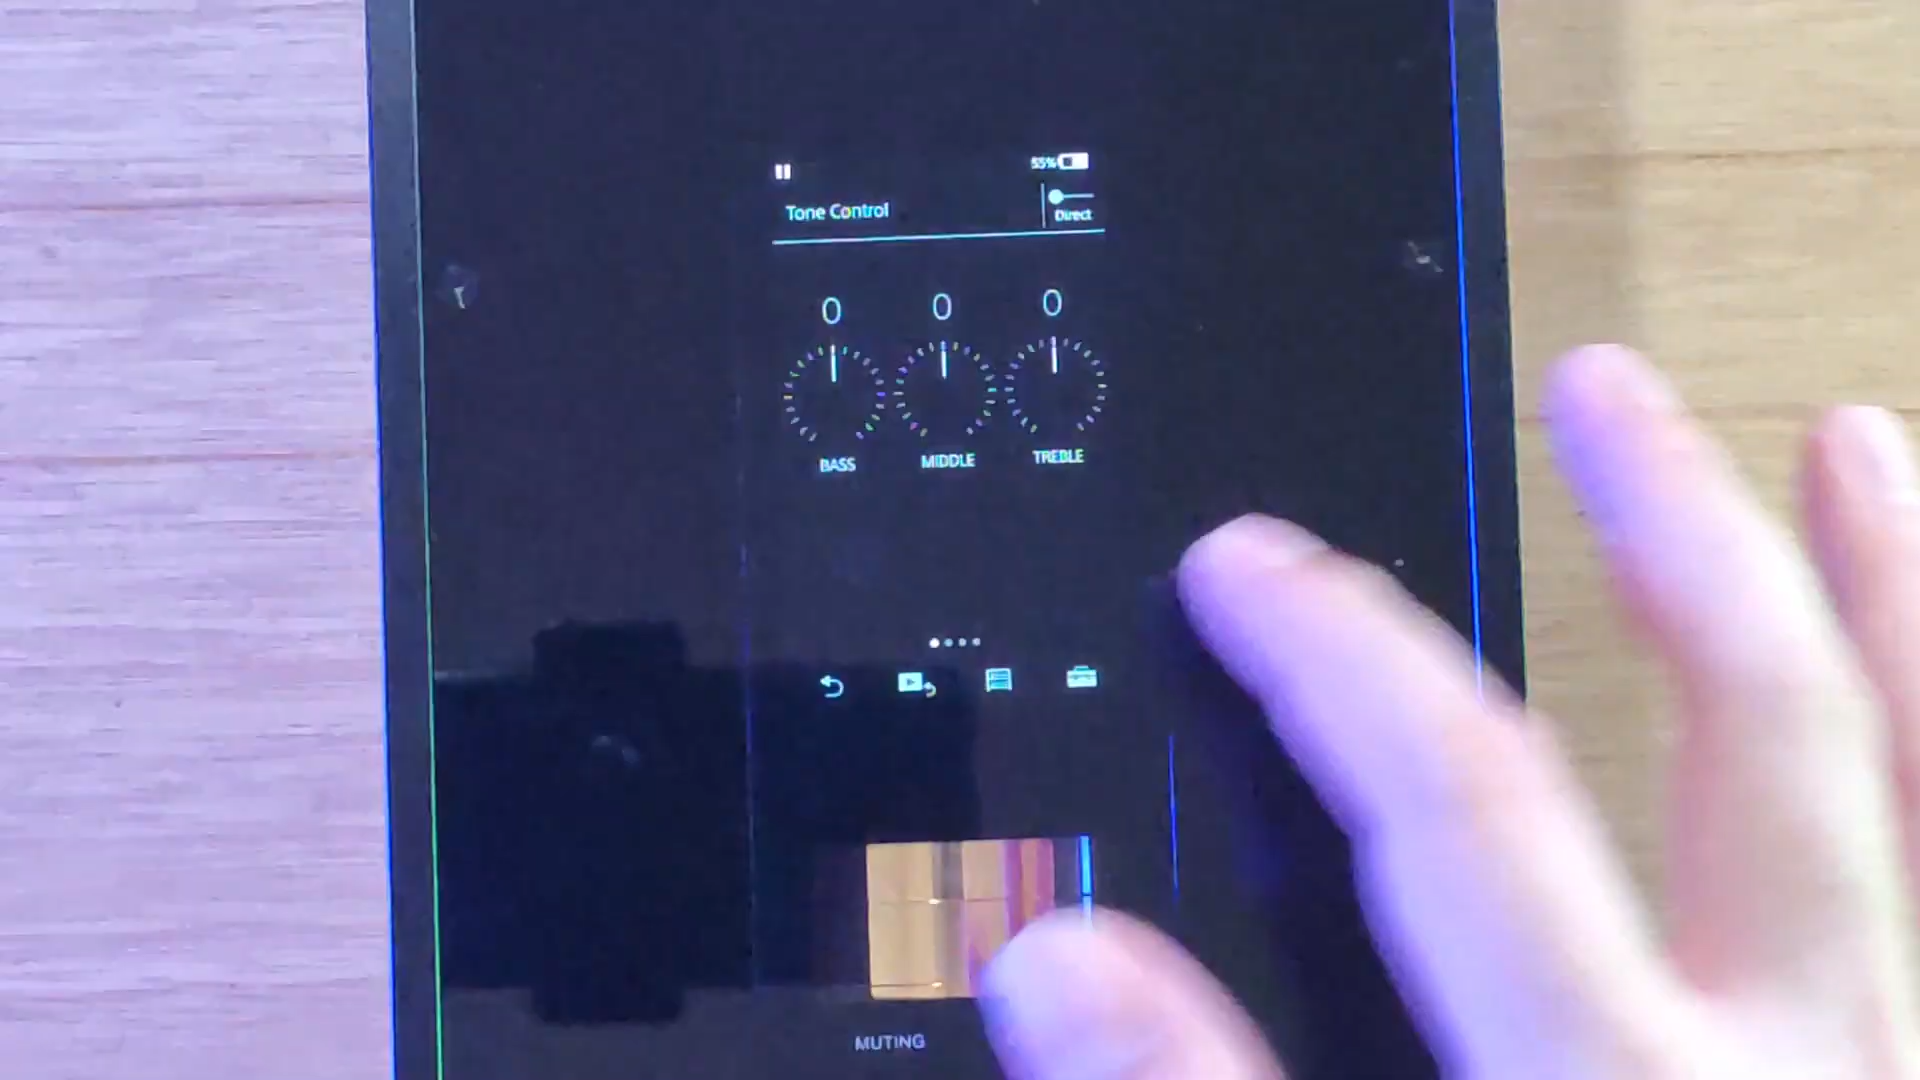 55%
Tone Control
Direct
0 0 0
BASS MIDDLE TREBLE
MUTING